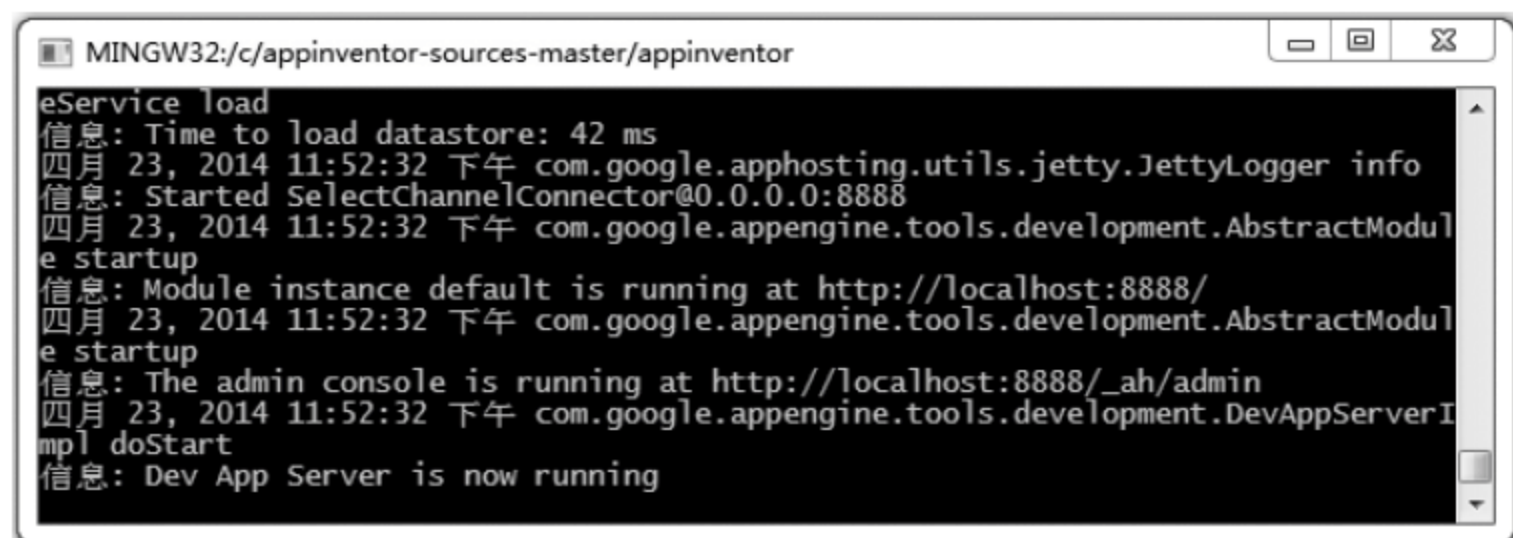 MINGW32:/c/appinventor-sources-master/appinventor
eService load
信息: Time to load datastore: 42 ms
四月 23, 2014 11:52:32 下午 com.google.apphosting.utils.jetty.JettyLogger info
信息: Started SelectChannelConnector@0.0.0.0:8888
四月 23, 2014 11:52:32 下午 com.google.appengine.tools.development.AbstractModul
e startup
信息: Module instance default is running at http://localhost:8888/
四月 23, 2014 11:52:32 下午 com.google.appengine.tools.development.AbstractModul
e startup
信息: The admin console is running at http://localhost:8888/_ah/admin
四月 23, 2014 11:52:32 下午 com.google.appengine.tools.development.DevAppServerI
mpl doStart
信息: Dev App Server is now running